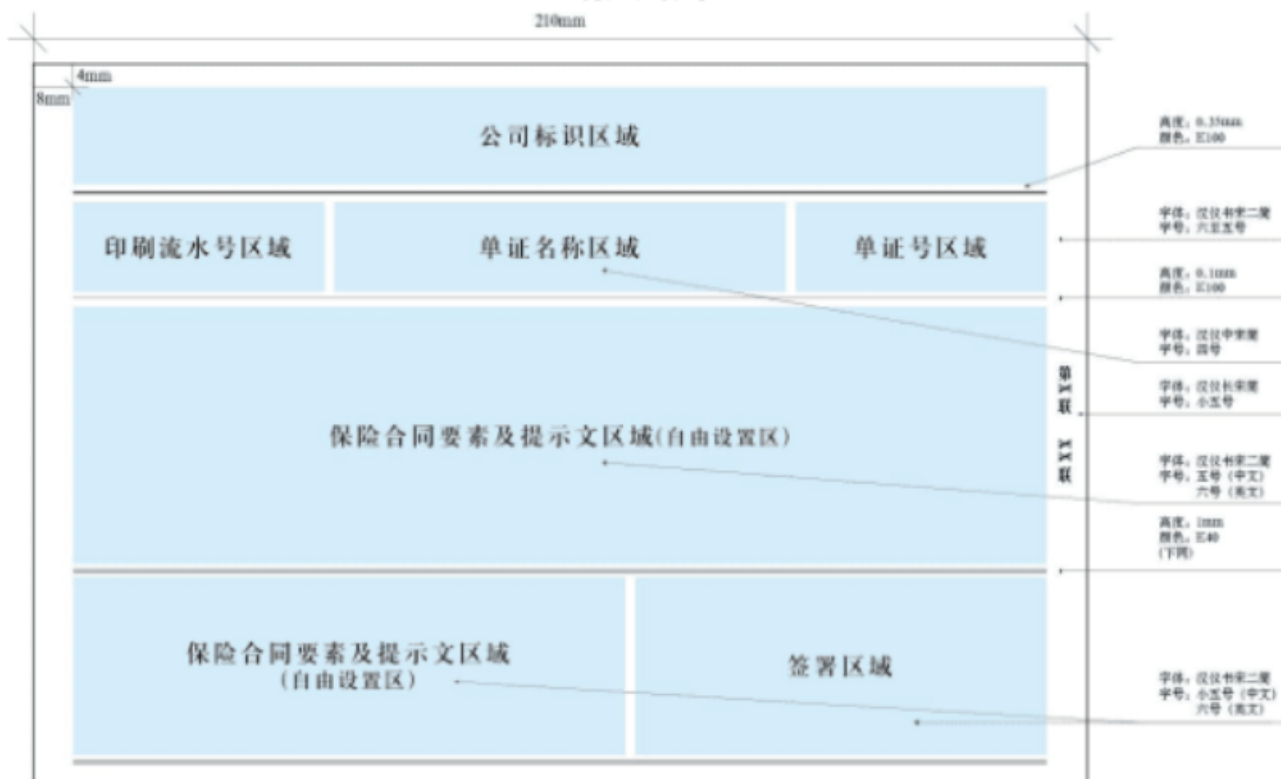 210mm
4mm
8mm
公司标识区域
高度：0.35mm
颜色：K100
印刷流水号区域
单证名称区域
单证号区域
字体：汉仪书宋二简
字号：六至五号
高度：0.1mm
颜色：K100
字体：汉仪中宋简
字号：四号
第X联 XX联
字体：汉仪长宋简
字号：小五号
保险合同要素及提示文区域(自由设置区)
字体：汉仪书宋二简
字号：五号（中文）
六号（英文）
高度：1mm
颜色：K40
(下同)
保险合同要素及提示文区域
(自由设置区)
签署区域
字体：汉仪书宋二简
字号：小五号（中文）
六号（英文）